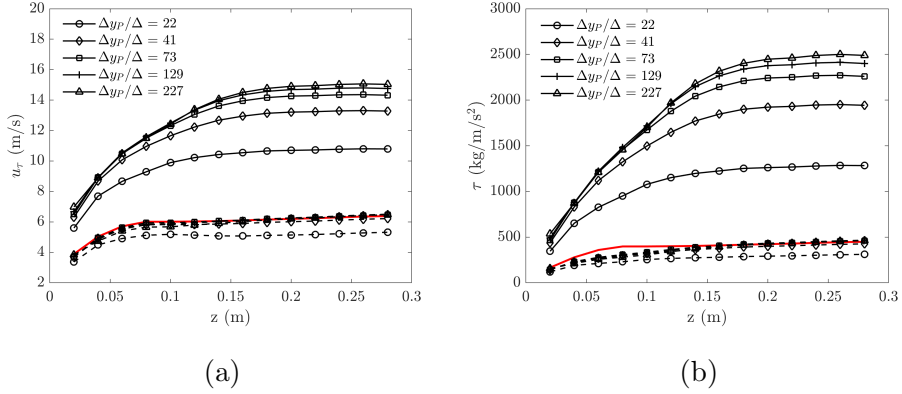 20
18
16
14
12
10
8
6
4
2
u_τ (m/s)
Δy_P/Δ = 22
Δy_P/Δ = 41
Δy_P/Δ = 73
Δy_P/Δ = 129
Δy_P/Δ = 227
0 0.05 0.1 0.15 0.2 0.25 0.3
z (m)
(a)
3000
2500
2000
1500
1000
500
0
τ (kg/m/s²)
Δy_P/Δ = 22
Δy_P/Δ = 41
Δy_P/Δ = 73
Δy_P/Δ = 129
Δy_P/Δ = 227
0 0.05 0.1 0.15 0.2 0.25 0.3
z (m)
(b)